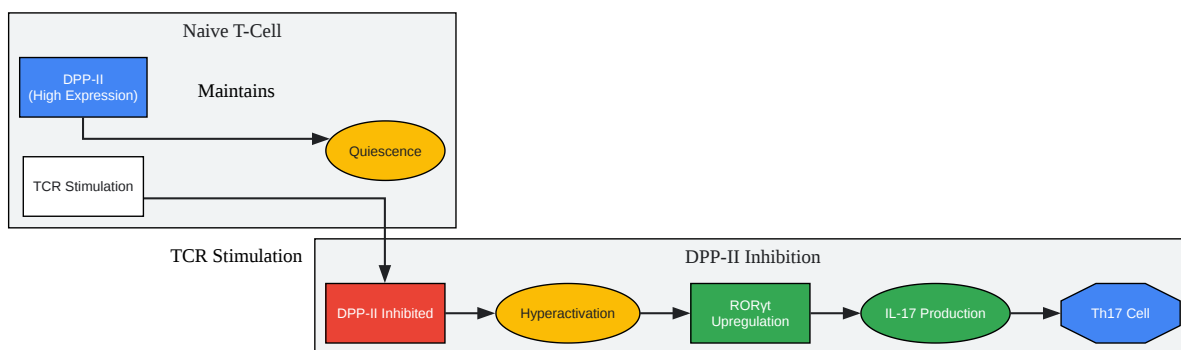 Naive T-Cell
DPP-II
(High Expression)
Maintains
Quiescence
TCR Stimulation
TCR Stimulation
DPP-II Inhibition
DPP-II Inhibited
Hyperactivation
RORγt
Upregulation
IL-17 Production
Th17 Cell